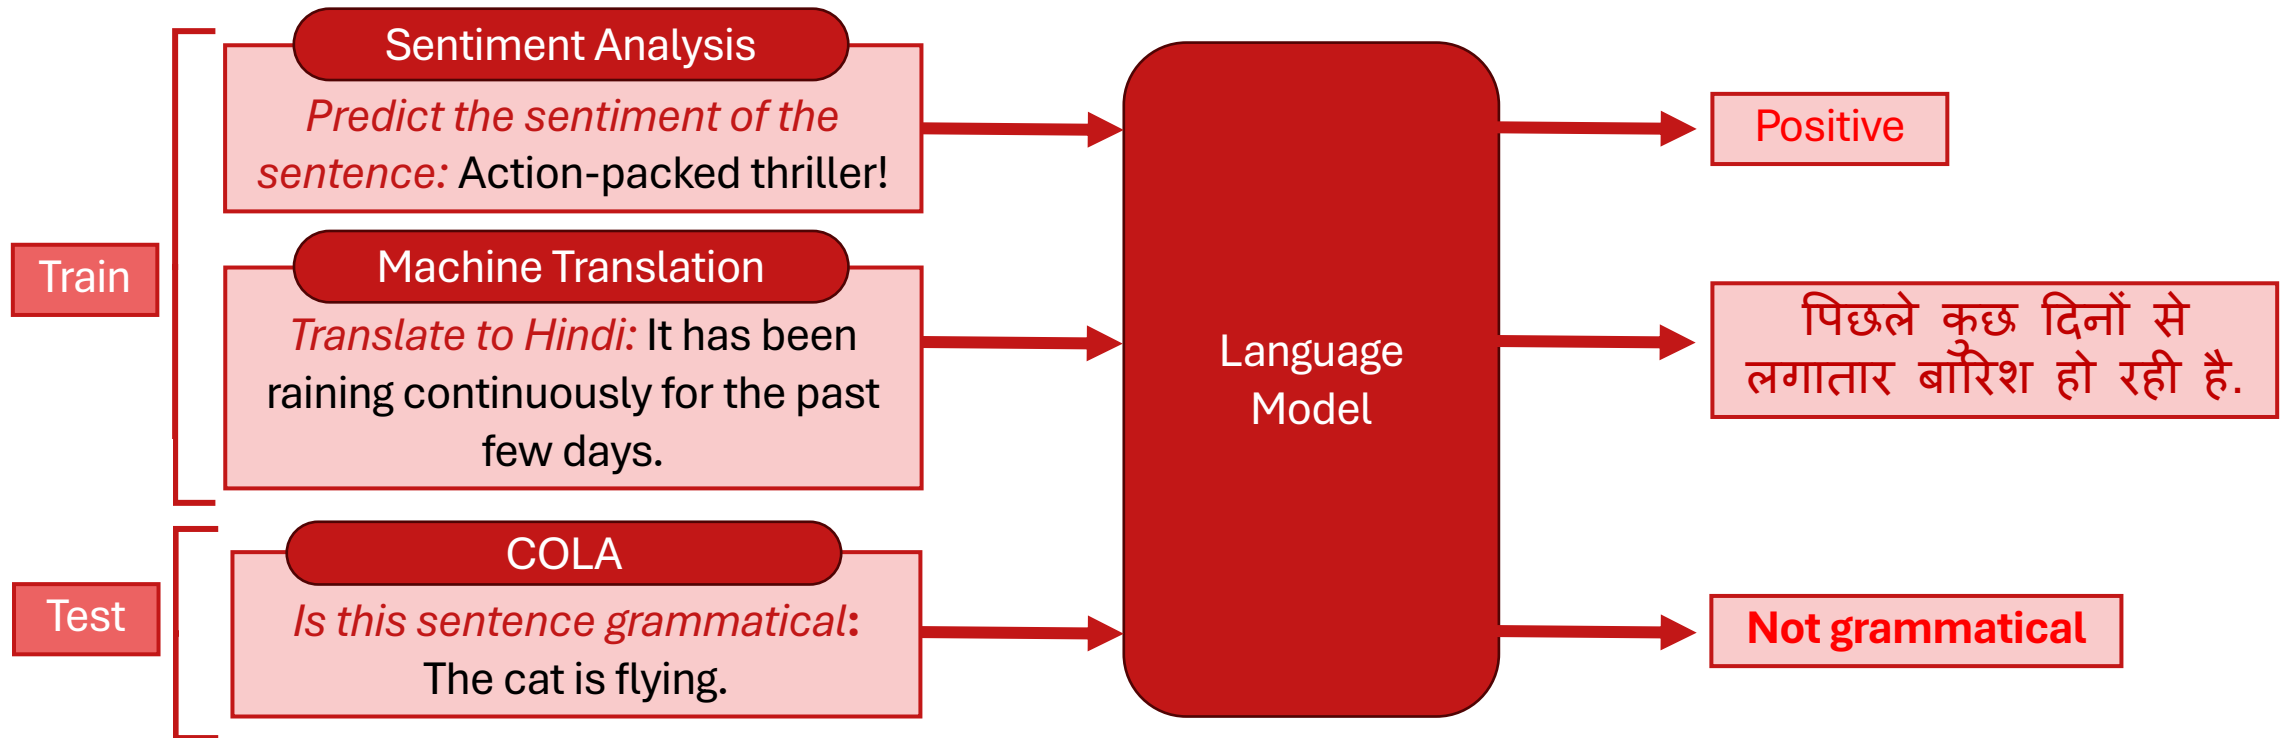 Sentiment Analysis
Predict the sentiment of the
sentence: Action-packed thriller!
Positive
Train
Machine Translation
Translate to Hindi: It has been
raining continuously for the past
few days.
Language
Model
पिछले कुछ दिनों से
लगातार बारिश हो रही है.
Test
COLA
Is this sentence grammatical:
The cat is flying.
Not grammatical